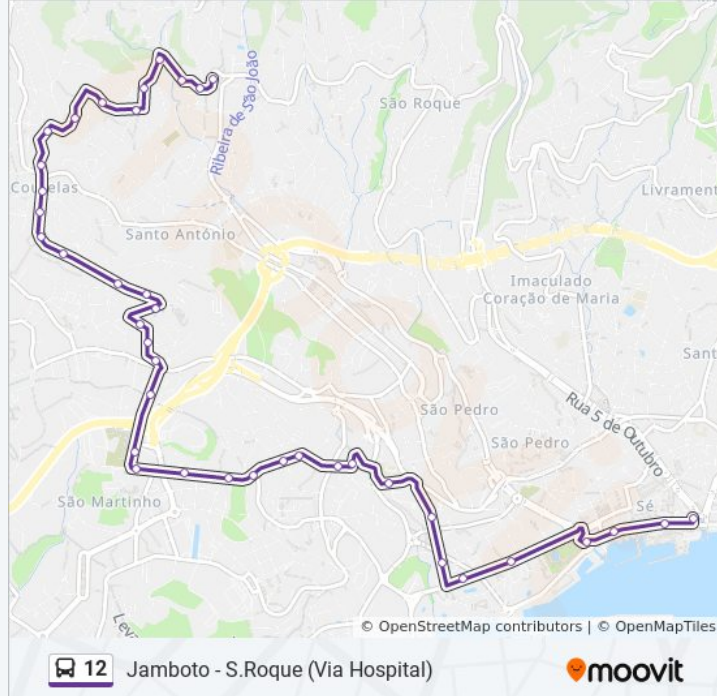 São Roque
Ribeira de São João
Livrament
Santo António
Imaculado
Coração de Maria
Sant
São Pedro
Rua 5 de Outubro
São Pedro
Sé
São Martinho
Leva
© OpenStreetMap contributors | © OpenMapTiles
12 Jamboto - S.Roque (Via Hospital)
moovit